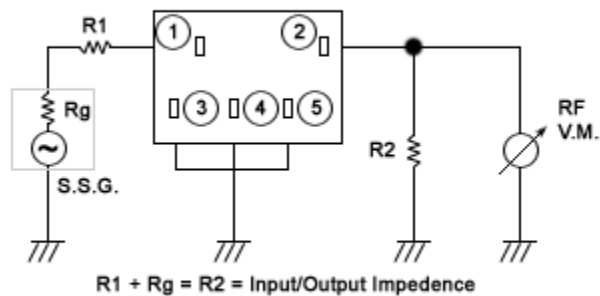 R1
1
2
Rg
3
4
5
R2
RF
V.M.
~
S.S.G.
R1 + Rg = R2 = Input/Output Impedence